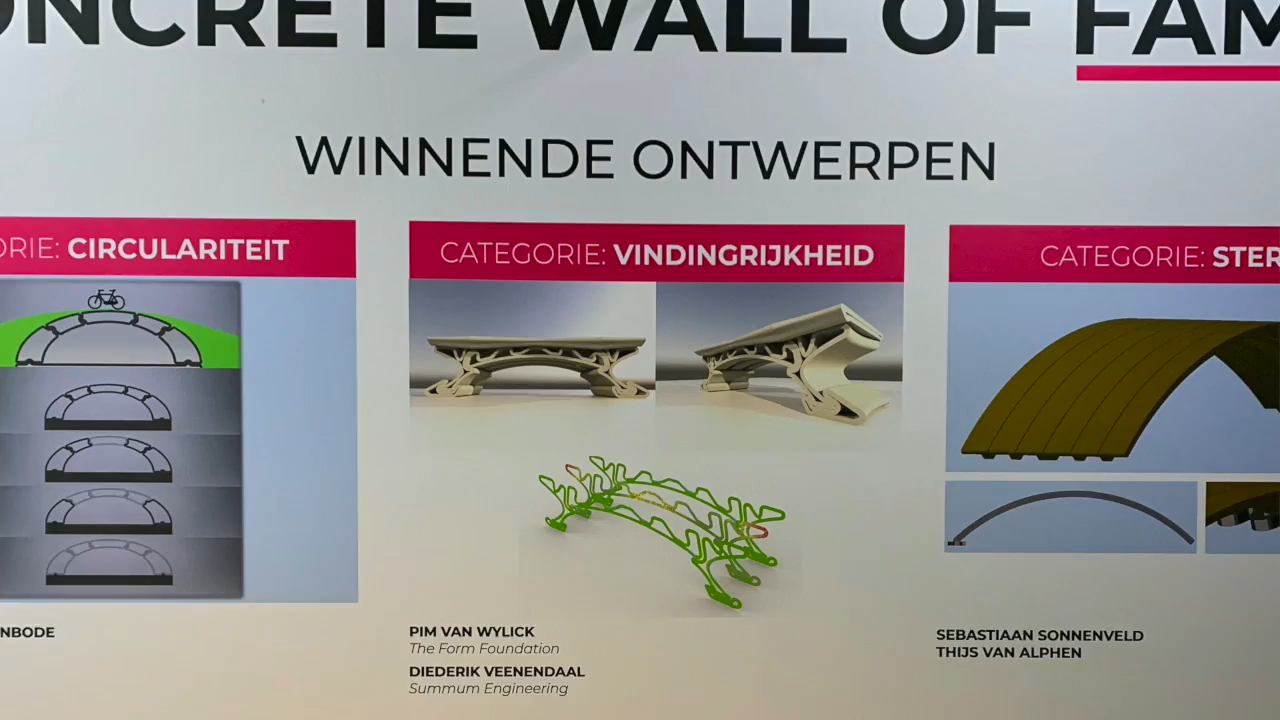 ONCRETE WALL OF FAM
WINNENDE ONTWERPEN
ORIE: CIRCULARITEIT
CATEGORIE: VINDINGRIJKHEID
CATEGORIE: STER
NBODE
PIM VAN WYLICK
The Form Foundation
DIEDERIK VEENENDAAL
Summum Engineering
SEBASTIAAN SONNENVELD
THIJS VAN ALPHEN